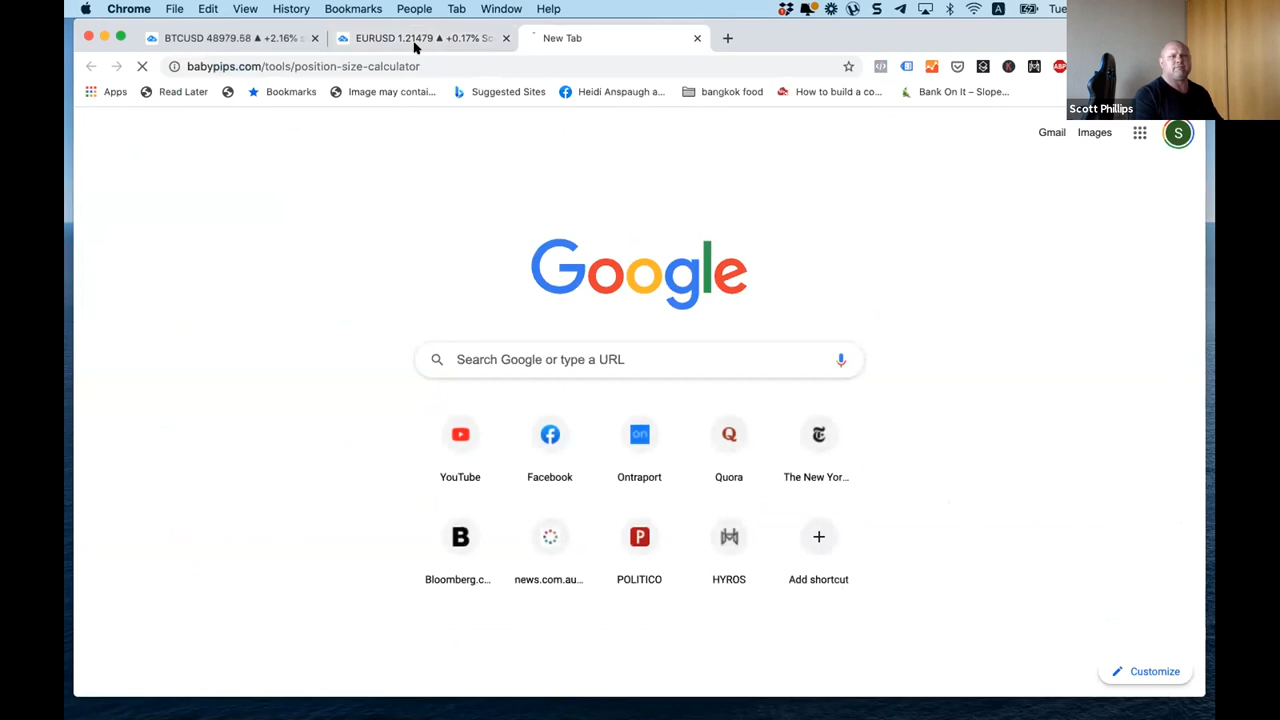 Chrome File Edit View History Bookmarks People Tab Window Help
Tue
BTCUSD 48979.58 ▲ +2.16%
EURUSD 1.21479 ▲ +0.17% Sc
New Tab
babypips.com/tools/position-size-calculator
Apps Read Later Bookmarks Image may contai... Suggested Sites Heidi Anspaugh a... bangkok food How to build a co... Bank On It – Slope...
ABP
Scott Phillips
Gmail Images S
Google
Search Google or type a URL
YouTube Facebook Ontraport Quora The New Yor...
Bloomberg.c... news.com.au... POLITICO HYROS Add shortcut
Customize